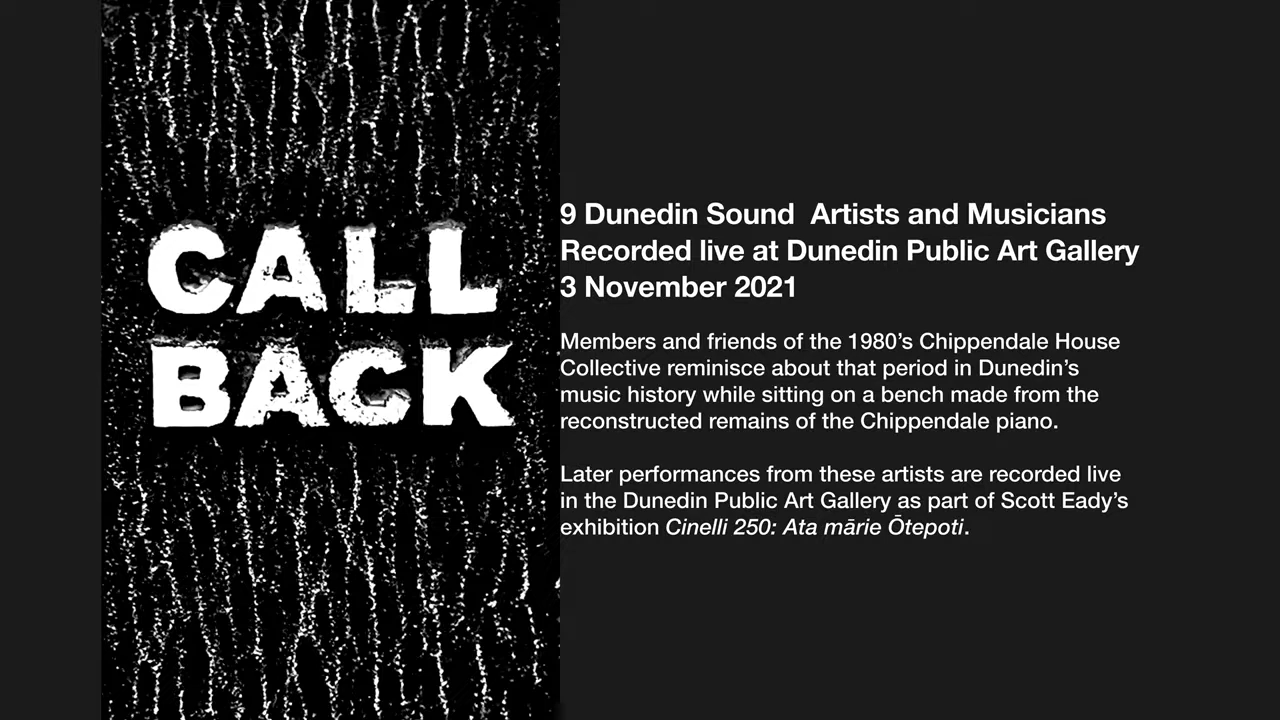 CALL
BACK
9 Dunedin Sound  Artists and Musicians
Recorded live at Dunedin Public Art Gallery
3 November 2021
Members and friends of the 1980’s Chippendale House
Collective reminisce about that period in Dunedin’s
music history while sitting on a bench made from the
reconstructed remains of the Chippendale piano.
Later performances from these artists are recorded live
in the Dunedin Public Art Gallery as part of Scott Eady’s
exhibition Cinelli 250: Ata mārie Ōtepoti.